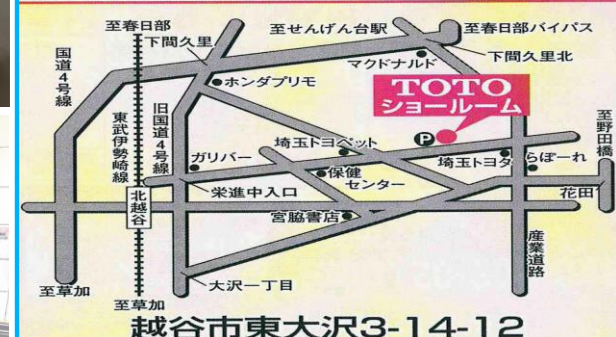 至春日部
下間久里
至せんげん台駅
至春日部バイパス
国道4号線
ホンダプリモ
マクドナルド
下間久里北
TOTO
ショールーム
東武伊勢崎線
旧国道4号線
ガリバー
埼玉トヨペット
P
埼玉トヨタ
らぽーれ
至野田橋
栄進中入口
保健
センター
花田
北越谷
宮脇書店
産業道路
大沢一丁目
至草加
至草加
越谷市東大沢3-14-12